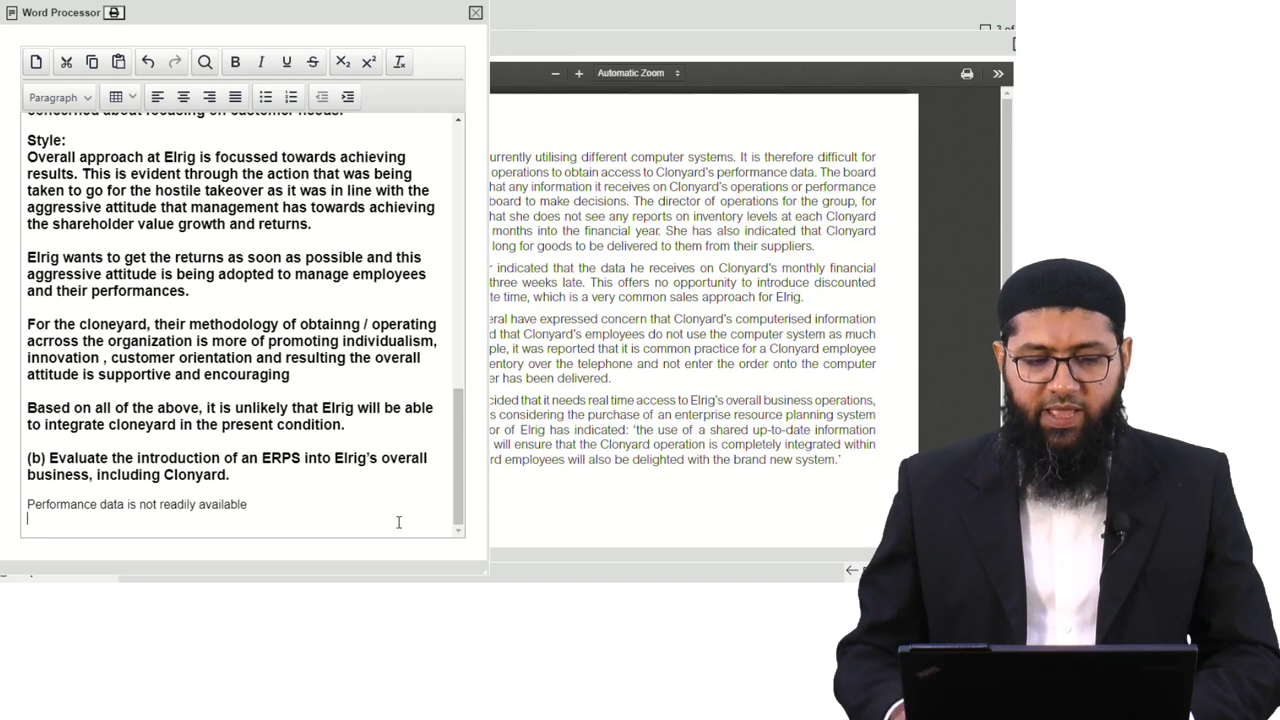 Word Processor
Paragraph
concerned about focusing on customer needs.
Style:
Overall approach at Elrig is focussed towards achieving
results. This is evident through the action that was being
taken to go for the hostile takeover as it was in line with the
aggressive attitude that management has towards achieving
the shareholder value growth and returns.
Elrig wants to get the returns as soon as possible and this
aggressive attitude is being adopted to manage employees
and their performances.
For the cloneyard, their methodology of obtainng / operating
acrross the organization is more of promoting individualism,
innovation , customer orientation and resulting the overall
attitude is supportive and encouraging
Based on all of the above, it is unlikely that Elrig will be able
to integrate cloneyard in the present condition.
(b) Evaluate the introduction of an ERPS into Elrig's overall
business, including Clonyard.
Performance data is not readily available
3 of
Automatic Zoom
urrently utilising different computer systems. It is therefore difficult for
operations to obtain access to Clonyard's performance data. The board
hat any information it receives on Clonyard's operations or performance
board to make decisions. The director of operations for the group, for
hat she does not see any reports on inventory levels at each Clonyard
months into the financial year. She has also indicated that Clonyard
long for goods to be delivered to them from their suppliers.
r indicated that the data he receives on Clonyard's monthly financial
three weeks late. This offers no opportunity to introduce discounted
te time, which is a very common sales approach for Elrig.
eral have expressed concern that Clonyard's computerised information
d that Clonyard's employees do not use the computer system as much
ple, it was reported that it is common practice for a Clonyard employee
entory over the telephone and not enter the order onto the computer
er has been delivered.
cided that it needs real time access to Elrig's overall business operations,
s considering the purchase of an enterprise resource planning system
or of Elrig has indicated: 'the use of a shared up-to-date information
will ensure that the Clonyard operation is completely integrated within
rd employees will also be delighted with the brand new system.'